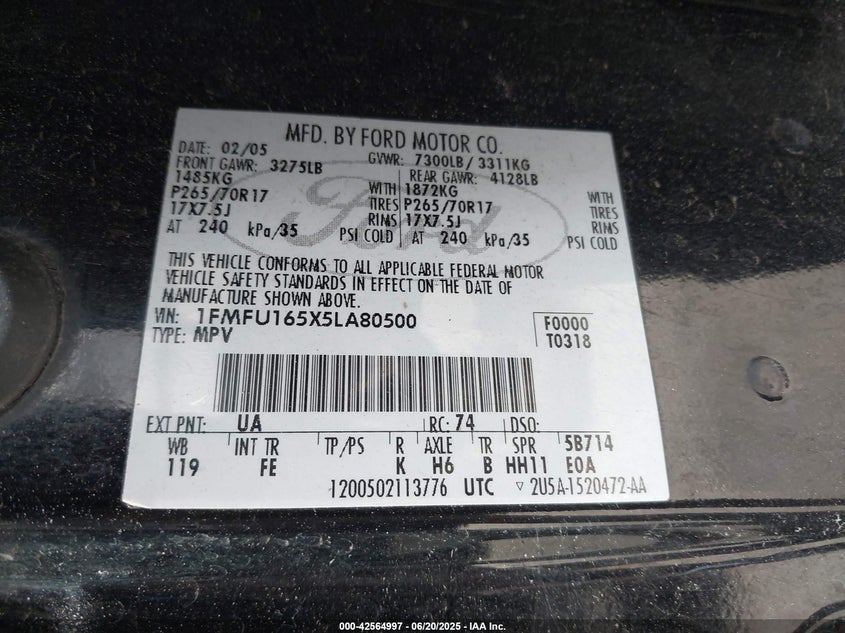 MFD. BY FORD MOTOR CO.
DATE: 02/05 GVWR: 7300LB / 3311KG
FRONT GAWR: 3275LB REAR GAWR: 4128LB
1485KG WITH 1872KG WITH
P265/70R17 TIRES P265/70R17 TIRES
17X7.5J RIMS 17X7.5J RIMS
AT 240 kPa/35 PSI COLD AT 240 kPa/35 PSI COLD
Ford
THIS VEHICLE CONFORMS TO ALL APPLICABLE FEDERAL MOTOR
VEHICLE SAFETY STANDARDS IN EFFECT ON THE DATE OF
MANUFACTURE SHOWN ABOVE.
VIN: 1FMFU165X5LA80500 F0000
TYPE: MPV T0318
EXT PNT: UA RC: 74 DSO:
WB INT TR TP/PS R AXLE TR SPR 5B714
119 FE K H6 B HH11 E0A
1200502113776 UTC ▽ 2U5A-1520472-AA
000-42564997 / 06/20/2025 - IAA Inc.